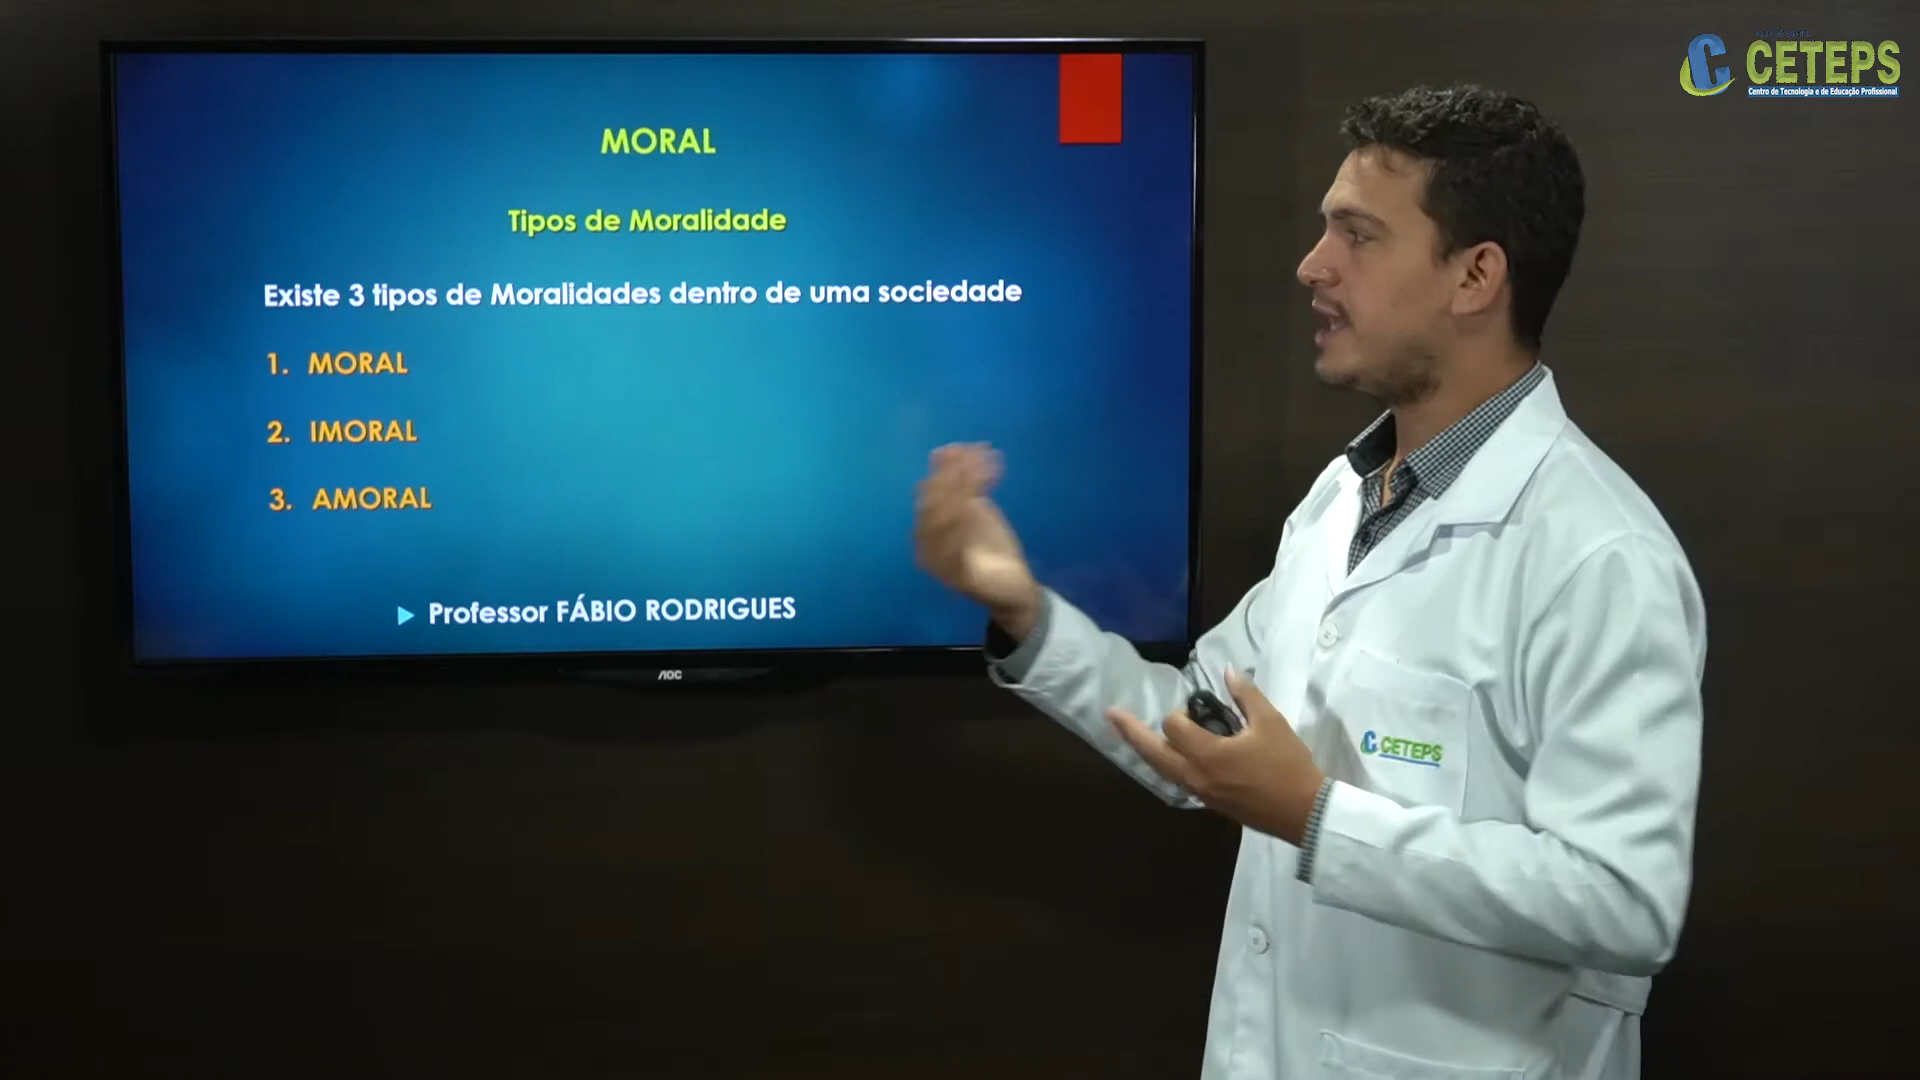 MORAL
Tipos de Moralidade
Existe 3 tipos de Moralidades dentro de uma sociedade
1. MORAL
2. IMORAL
3. AMORAL
Professor FÁBIO RODRIGUES
AOC
CETEPS
Centro de Tecnologia e de Educação Profissional
CETEPS